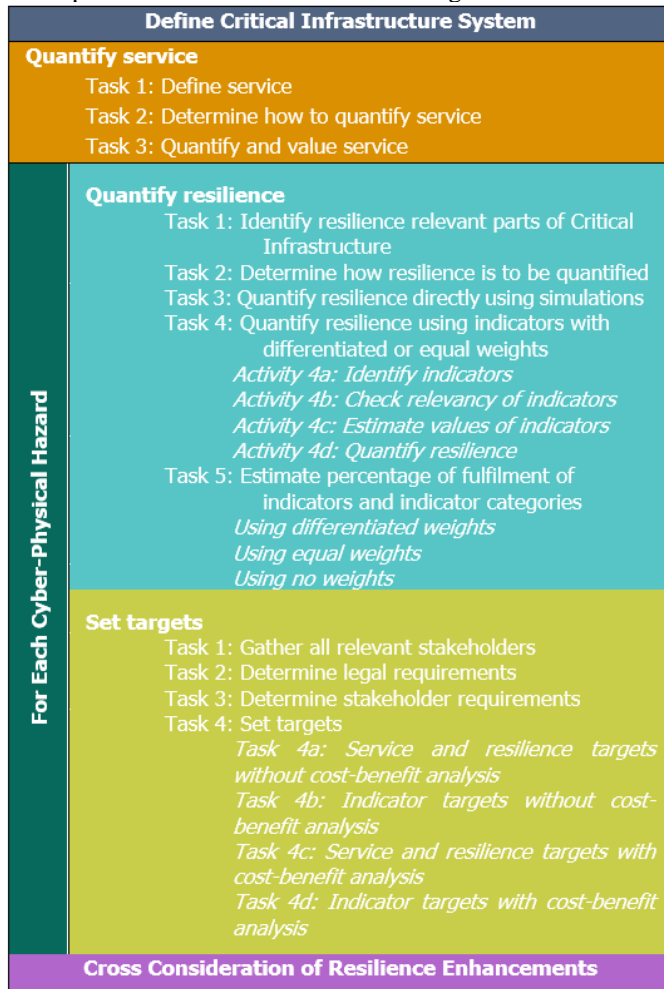 Define Critical Infrastructure System
Quantify service
Task 1: Define service
Task 2: Determine how to quantify service
Task 3: Quantify and value service
For Each Cyber-Physical Hazard
Quantify resilience
Task 1: Identify resilience relevant parts of Critical
Infrastructure
Task 2: Determine how resilience is to be quantified
Task 3: Quantify resilience directly using simulations
Task 4: Quantify resilience using indicators with
differentiated or equal weights
Activity 4a: Identify indicators
Activity 4b: Check relevancy of indicators
Activity 4c: Estimate values of indicators
Activity 4d: Quantify resilience
Task 5: Estimate percentage of fulfilment of
indicators and indicator categories
Using differentiated weights
Using equal weights
Using no weights
Set targets
Task 1: Gather all relevant stakeholders
Task 2: Determine legal requirements
Task 3: Determine stakeholder requirements
Task 4: Set targets
Task 4a: Service and resilience targets
without cost-benefit analysis
Task 4b: Indicator targets without cost-
benefit analysis
Task 4c: Service and resilience targets with
cost-benefit analysis
Task 4d: Indicator targets with cost-benefit
analysis
Cross Consideration of Resilience Enhancements